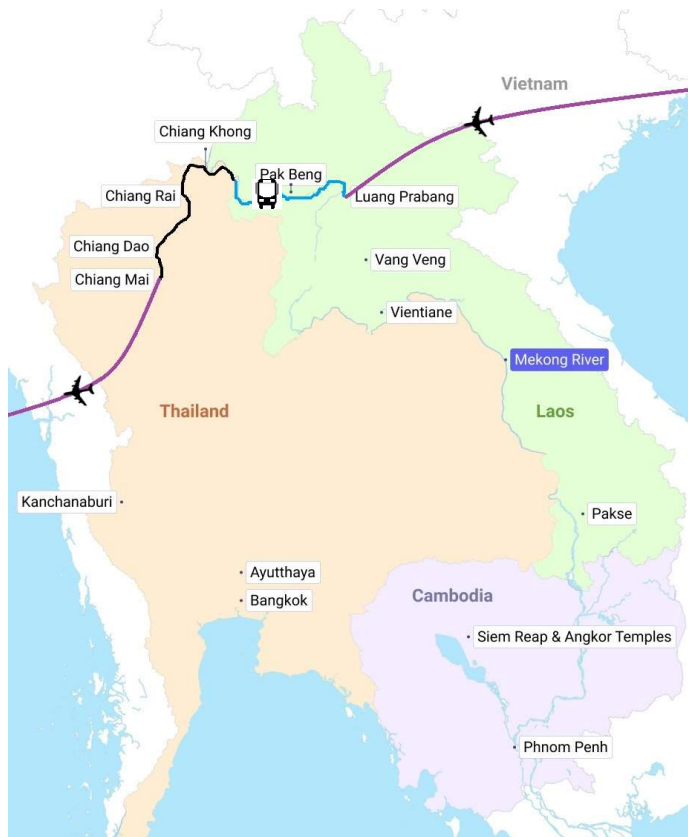 Vietnam
Chiang Khong
Pak Beng
Chiang Rai
Luang Prabang
Chiang Dao
Vang Veng
Chiang Mai
Vientiane
Mekong River
Thailand
Laos
Kanchanaburi
Pakse
Ayutthaya
Cambodia
Bangkok
Siem Reap & Angkor Temples
Phnom Penh